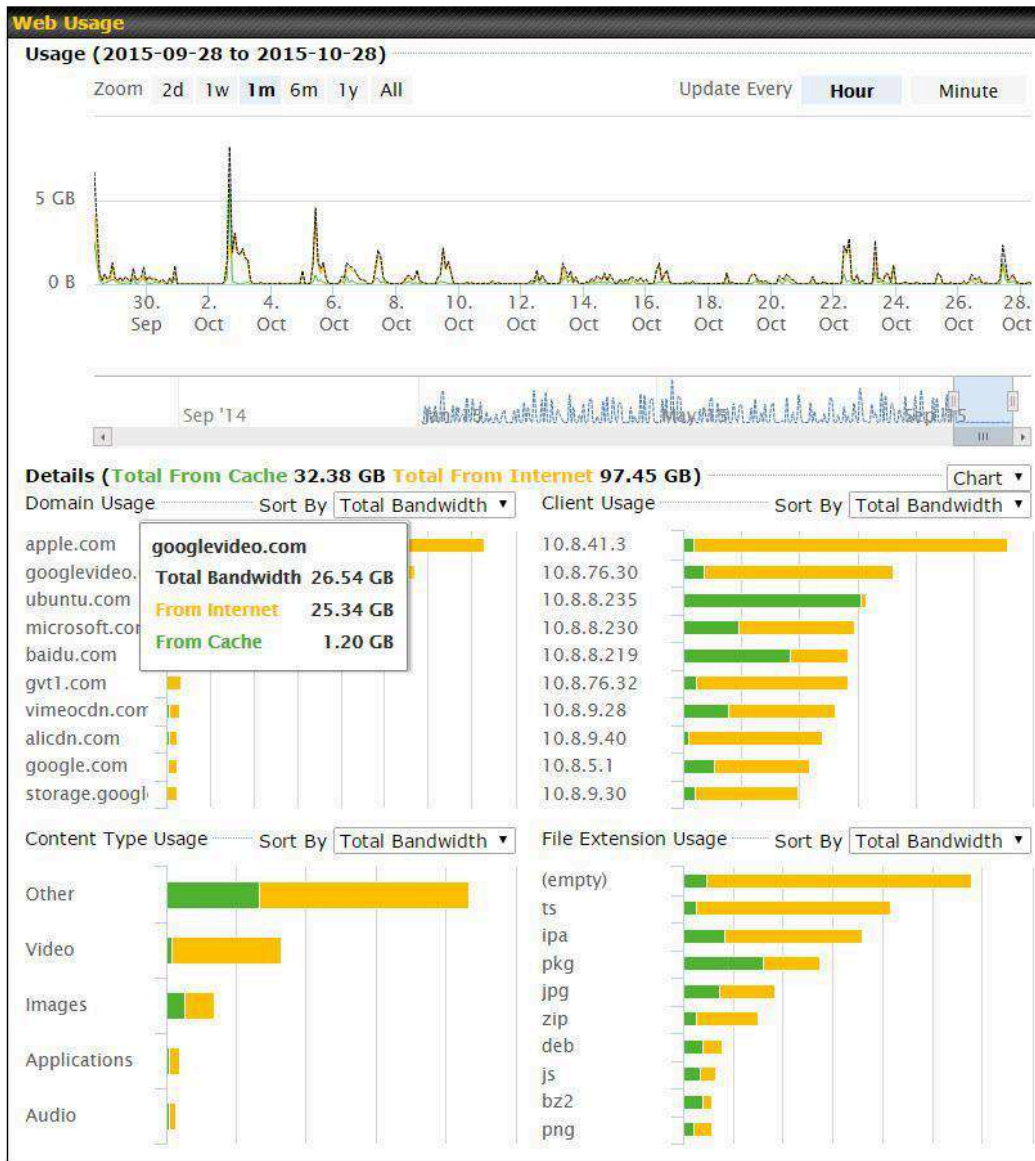 Web Usage
Usage (2015-09-28 to 2015-10-28)
Zoom 2d 1w 1m 6m 1y All Update Every Hour Minute
5 GB
0 B
30. Sep 2. Oct 4. Oct 6. Oct 8. Oct 10. Oct 12. Oct 14. Oct 16. Oct 18. Oct 20. Oct 22. Oct 24. Oct 26. Oct 28. Oct
Sep '14
Details (Total From Cache 32.38 GB Total From Internet 97.45 GB) Chart
Domain Usage Sort By Total Bandwidth
apple.com
googlevideo.
ubuntu.com
microsoft.cor
baidu.com
gvt1.com
vimeocdn.com
alicdn.com
google.com
storage.googl
googlevideo.com
Total Bandwidth 26.54 GB
From Internet 25.34 GB
From Cache 1.20 GB
Client Usage Sort By Total Bandwidth
10.8.41.3
10.8.76.30
10.8.8.235
10.8.8.230
10.8.8.219
10.8.76.32
10.8.9.28
10.8.9.40
10.8.5.1
10.8.9.30
Content Type Usage Sort By Total Bandwidth
Other
Video
Images
Applications
Audio
File Extension Usage Sort By Total Bandwidth
(empty)
ts
ipa
pkg
jpg
zip
deb
js
bz2
png